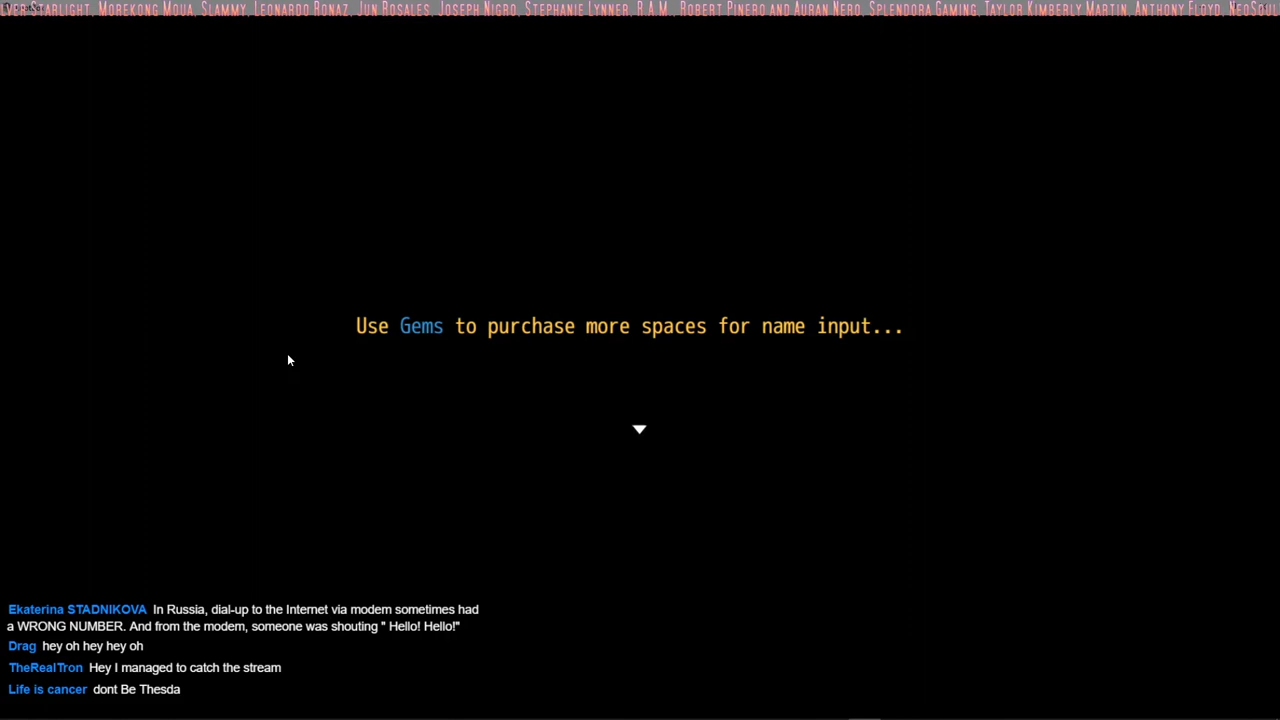 EVER STARLIGHT, MOREKONG MOUA, SLAMMY, LEONARDO RONAZ, JUN ROSALES, JOSEPH NIGRO, STEPHANIE LYNNER, R.A.M., ROBERT PINERO AND AURAN NERO, SPLENDORA GAMING, TAYLOR KIMBERLY MARTIN, ANTHONY FLOYD, NEOSOUL
Use Gems to purchase more spaces for name input...
Ekaterina STADNIKOVA In Russia, dial-up to the Internet via modem sometimes had
a WRONG NUMBER. And from the modem, someone was shouting " Hello! Hello!"
Drag hey oh hey hey oh
TheRealTron Hey I managed to catch the stream
Life is cancer dont Be Thesda